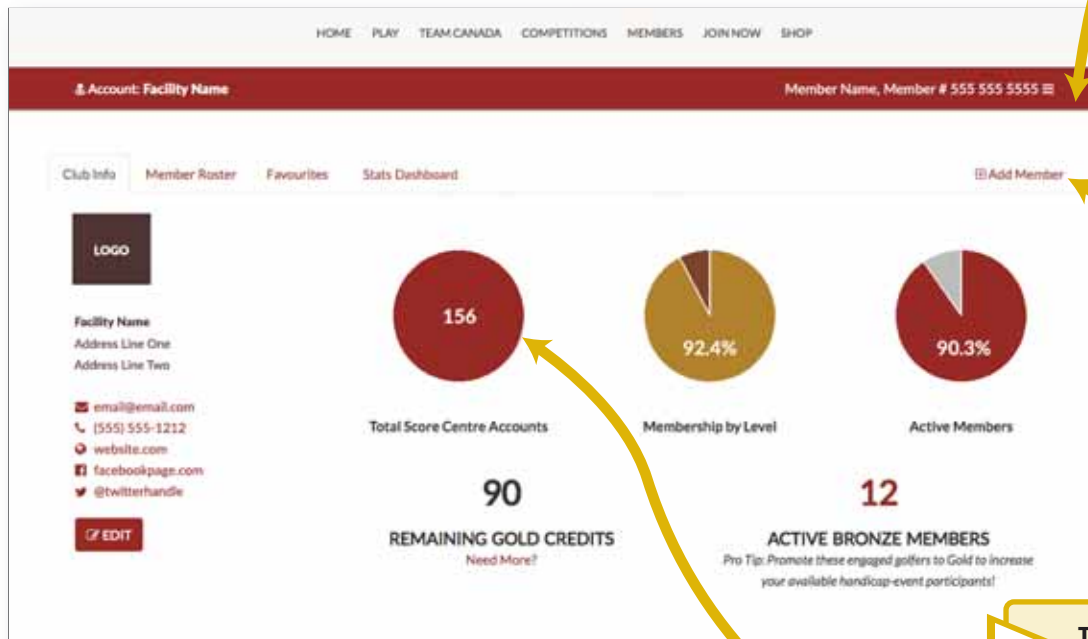 HOME PLAY TEAM CANADA COMPETITIONS MEMBERS JOIN NOW SHOP
Account: Facility Name
Member Name, Member # 555 555 5555
Club Info Member Roster Favourites Stats Dashboard
Add Member
LOGO
Facility Name
Address Line One
Address Line Two
email@email.com
(555) 555-1212
website.com
facebookpage.com
@twitterhandle
EDIT
156
Total Score Centre Accounts
92.4%
Membership by Level
90.3%
Active Members
90
REMAINING GOLD CREDITS
Need More?
12
ACTIVE BRONZE MEMBERS
Pro Tip: Promote these engaged golfers to Gold to increase
your available handicap-event participants!